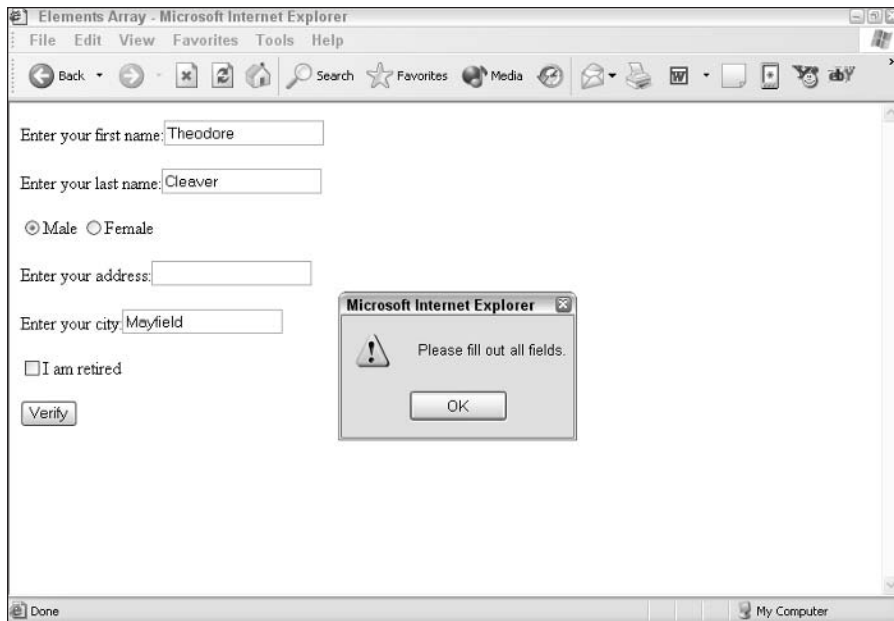 Elements Array - Microsoft Internet Explorer
File Edit View Favorites Tools Help
Back Search Favorites Media W abY
Enter your first name: Theodore
Enter your last name: Cleaver
Male Female
Enter your address:
Enter your city: Mayfield
I am retired
Verify
Microsoft Internet Explorer
Please fill out all fields.
OK
Done
My Computer